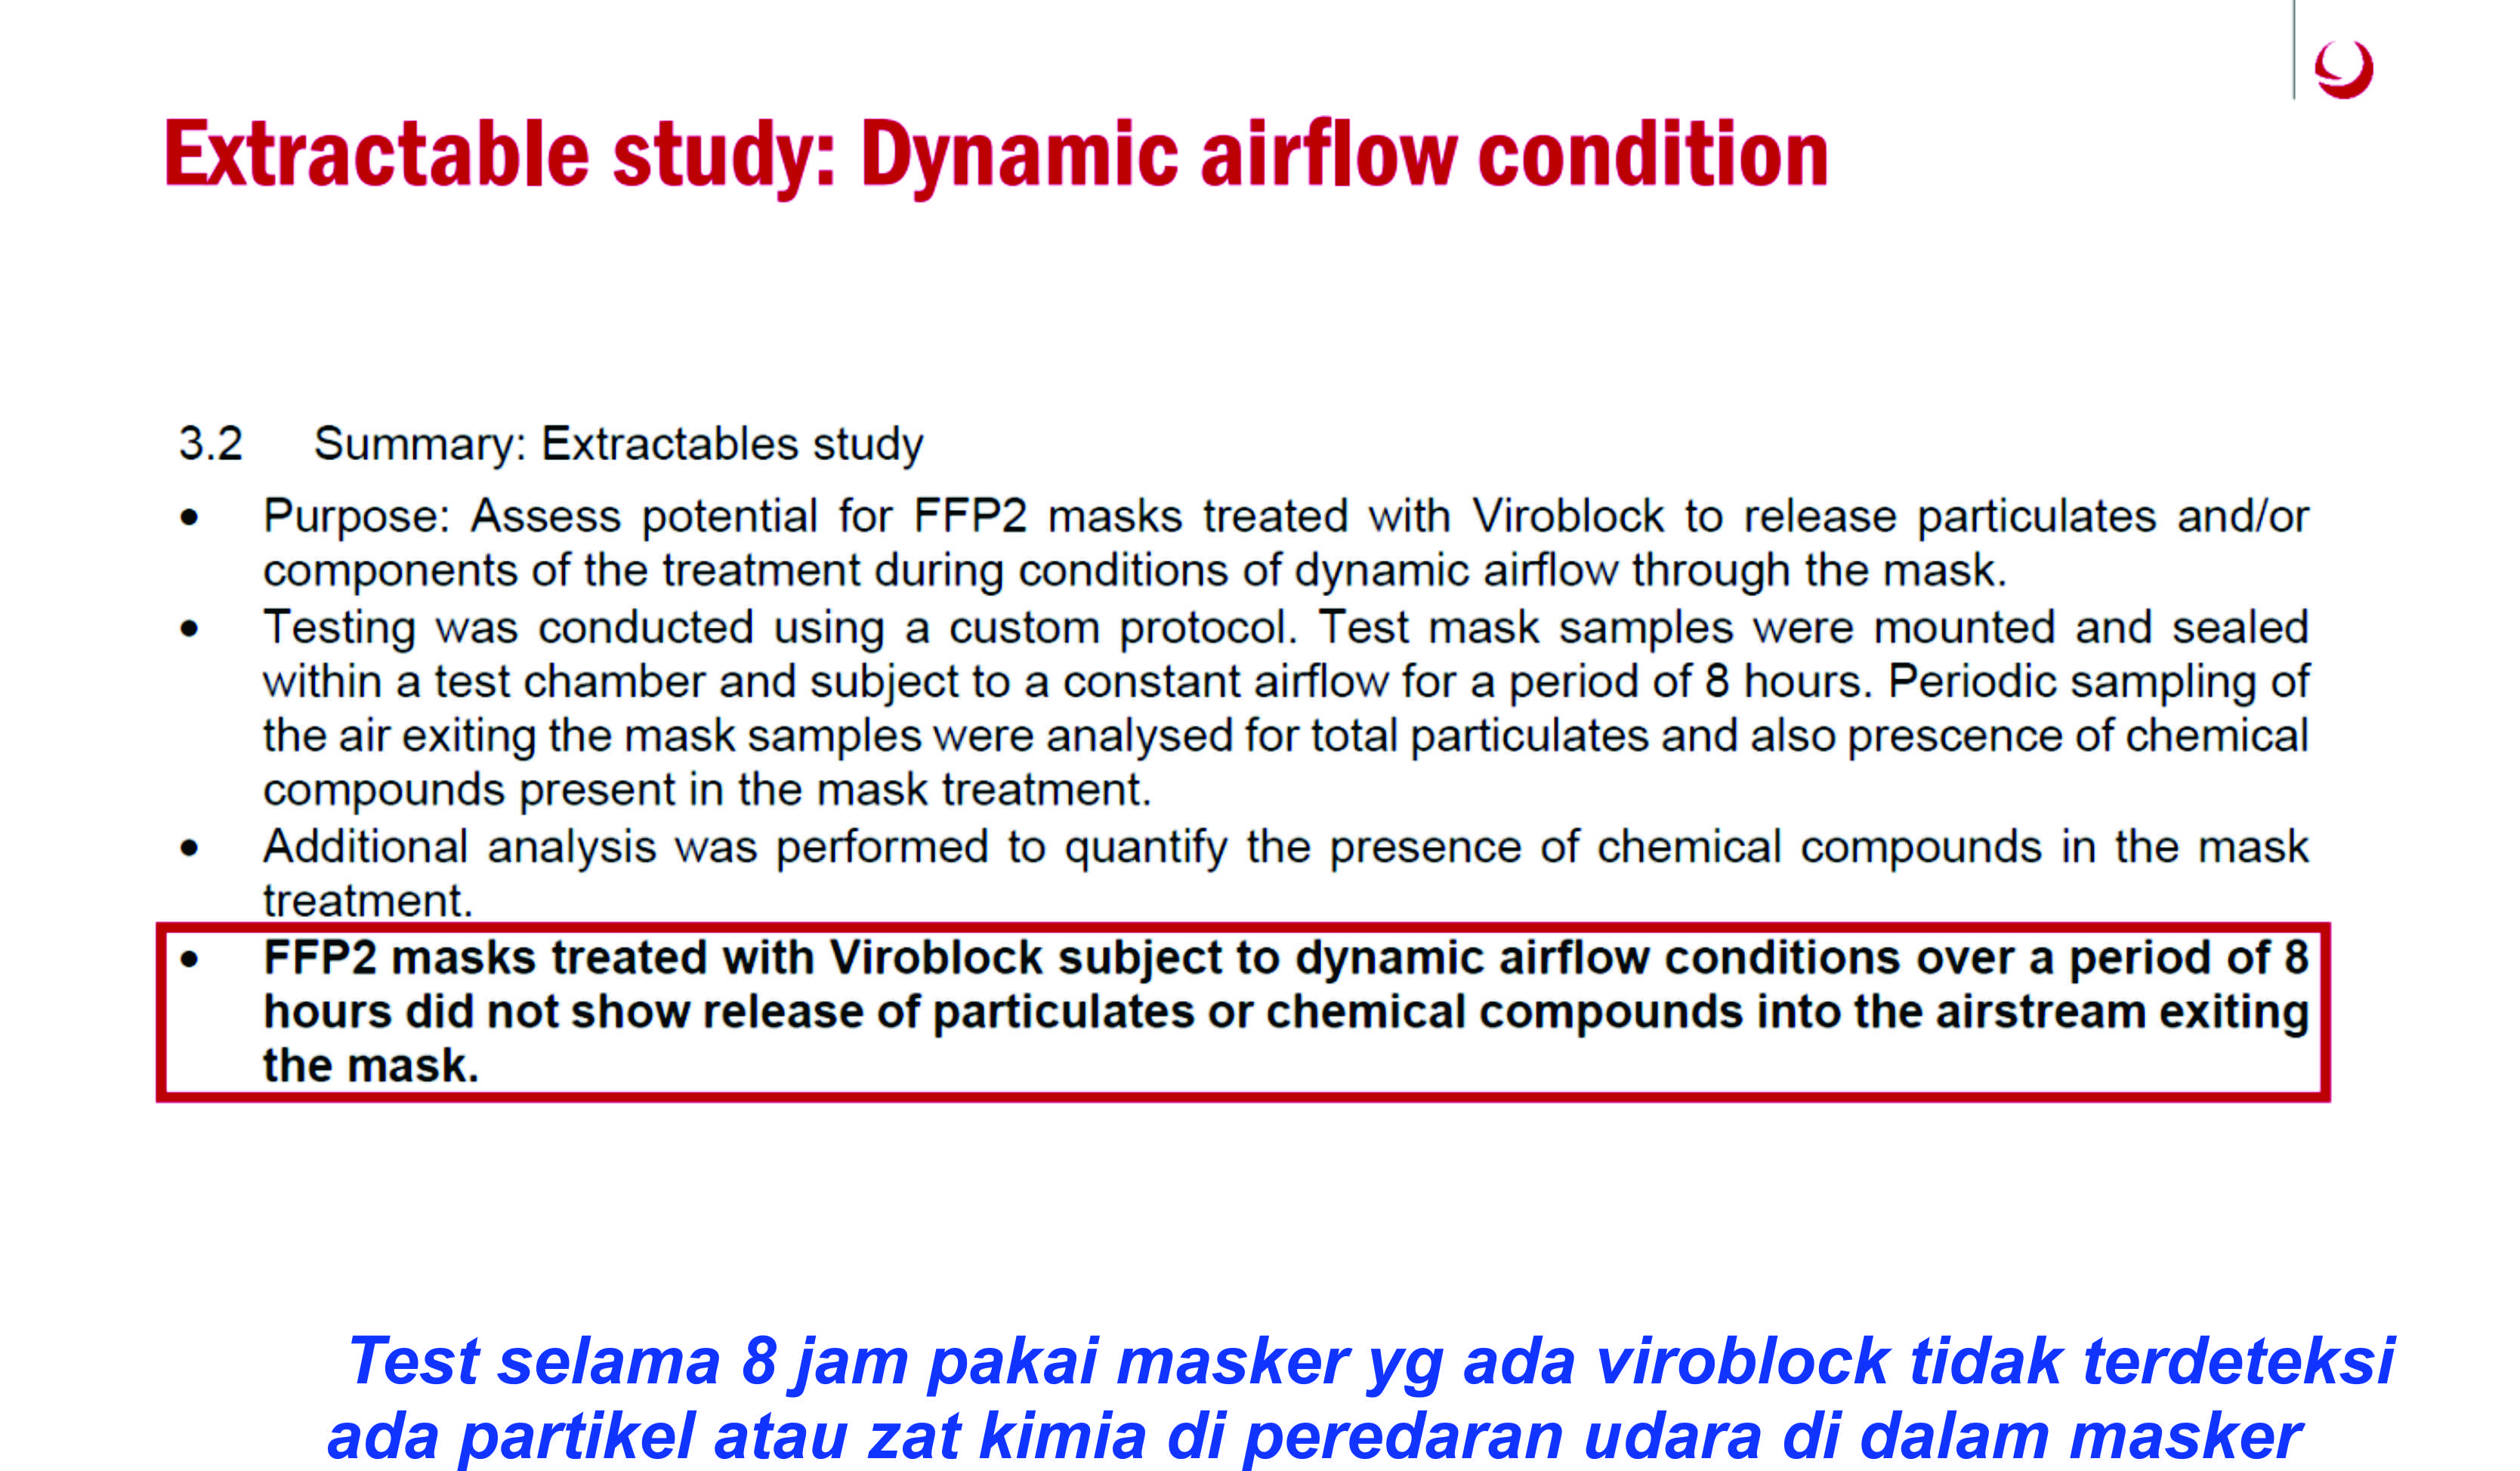 Extractable study: Dynamic airflow condition
3.2 Summary: Extractables study
• Purpose: Assess potential for FFP2 masks treated with Viroblock to release particulates and/or
components of the treatment during conditions of dynamic airflow through the mask.
• Testing was conducted using a custom protocol. Test mask samples were mounted and sealed
within a test chamber and subject to a constant airflow for a period of 8 hours. Periodic sampling of
the air exiting the mask samples were analysed for total particulates and also prescence of chemical
compounds present in the mask treatment.
• Additional analysis was performed to quantify the presence of chemical compounds in the mask
treatment.
• FFP2 masks treated with Viroblock subject to dynamic airflow conditions over a period of 8
hours did not show release of particulates or chemical compounds into the airstream exiting
the mask.
Test selama 8 jam pakai masker yg ada viroblock tidak terdeteksi
ada partikel atau zat kimia di peredaran udara di dalam masker